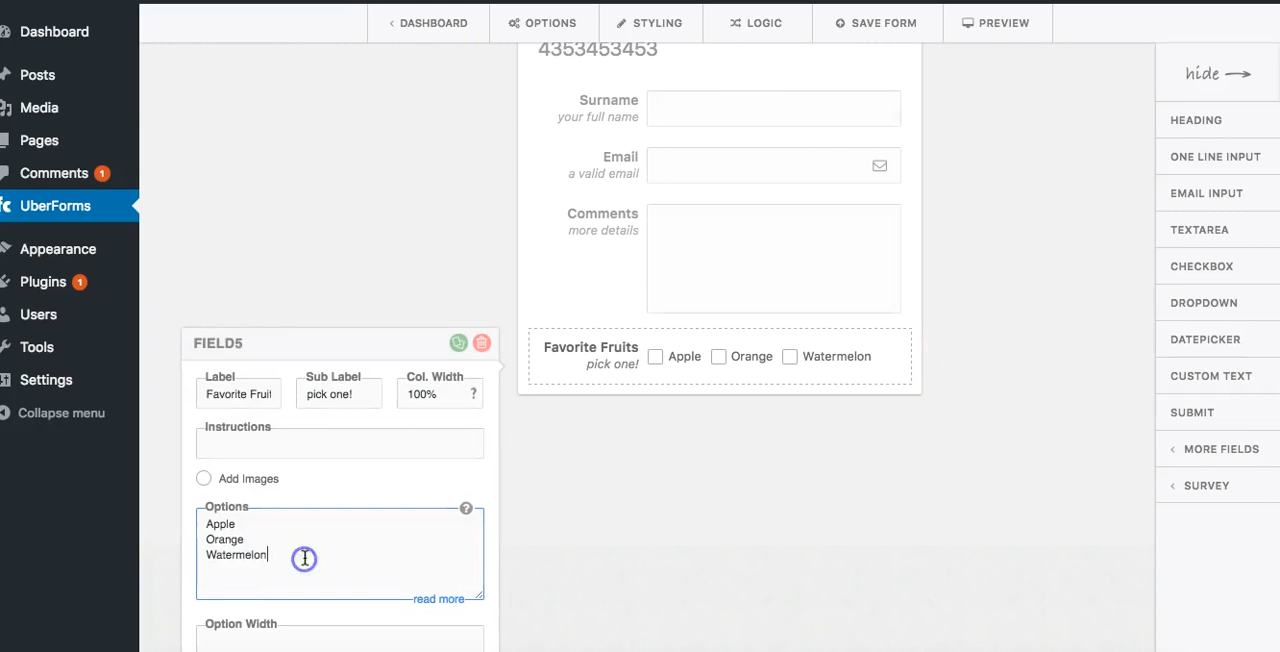 Dashboard
Posts
Media
Pages
Comments 1
UberForms
Appearance
Plugins 1
Users
Tools
Settings
Collapse menu
DASHBOARD
OPTIONS
STYLING
LOGIC
SAVE FORM
PREVIEW
4353453453
Surname
your full name
Email
a valid email
Comments
more details
Favorite Fruits
pick one!
Apple
Orange
Watermelon
FIELD5
Label
Favorite Fruit
Sub Label
pick one!
Col. Width
100% ?
Instructions
Add Images
Options
?
Apple
Orange
Watermelon
read more
Option Width
hide
HEADING
ONE LINE INPUT
EMAIL INPUT
TEXTAREA
CHECKBOX
DROPDOWN
DATEPICKER
CUSTOM TEXT
SUBMIT
MORE FIELDS
SURVEY